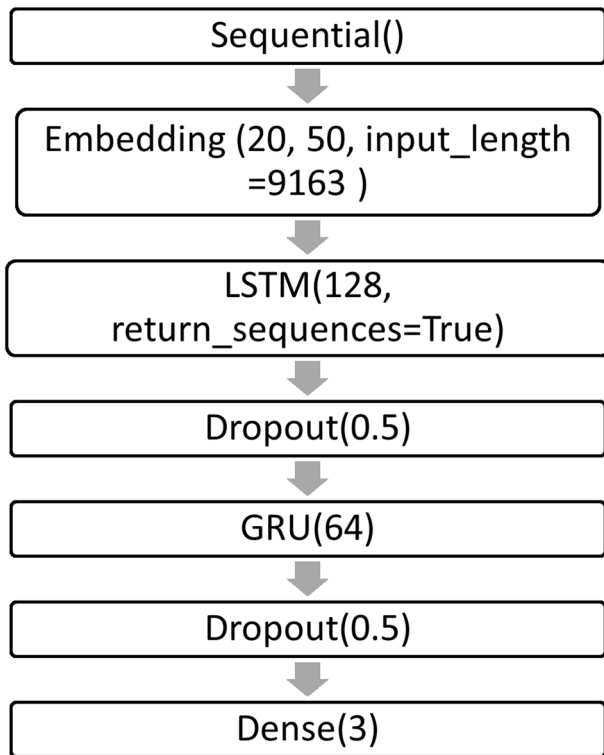 Sequential()
Embedding (20, 50, input_length
=9163 )
LSTM(128,
return_sequences=True)
Dropout(0.5)
GRU(64)
Dropout(0.5)
Dense(3)